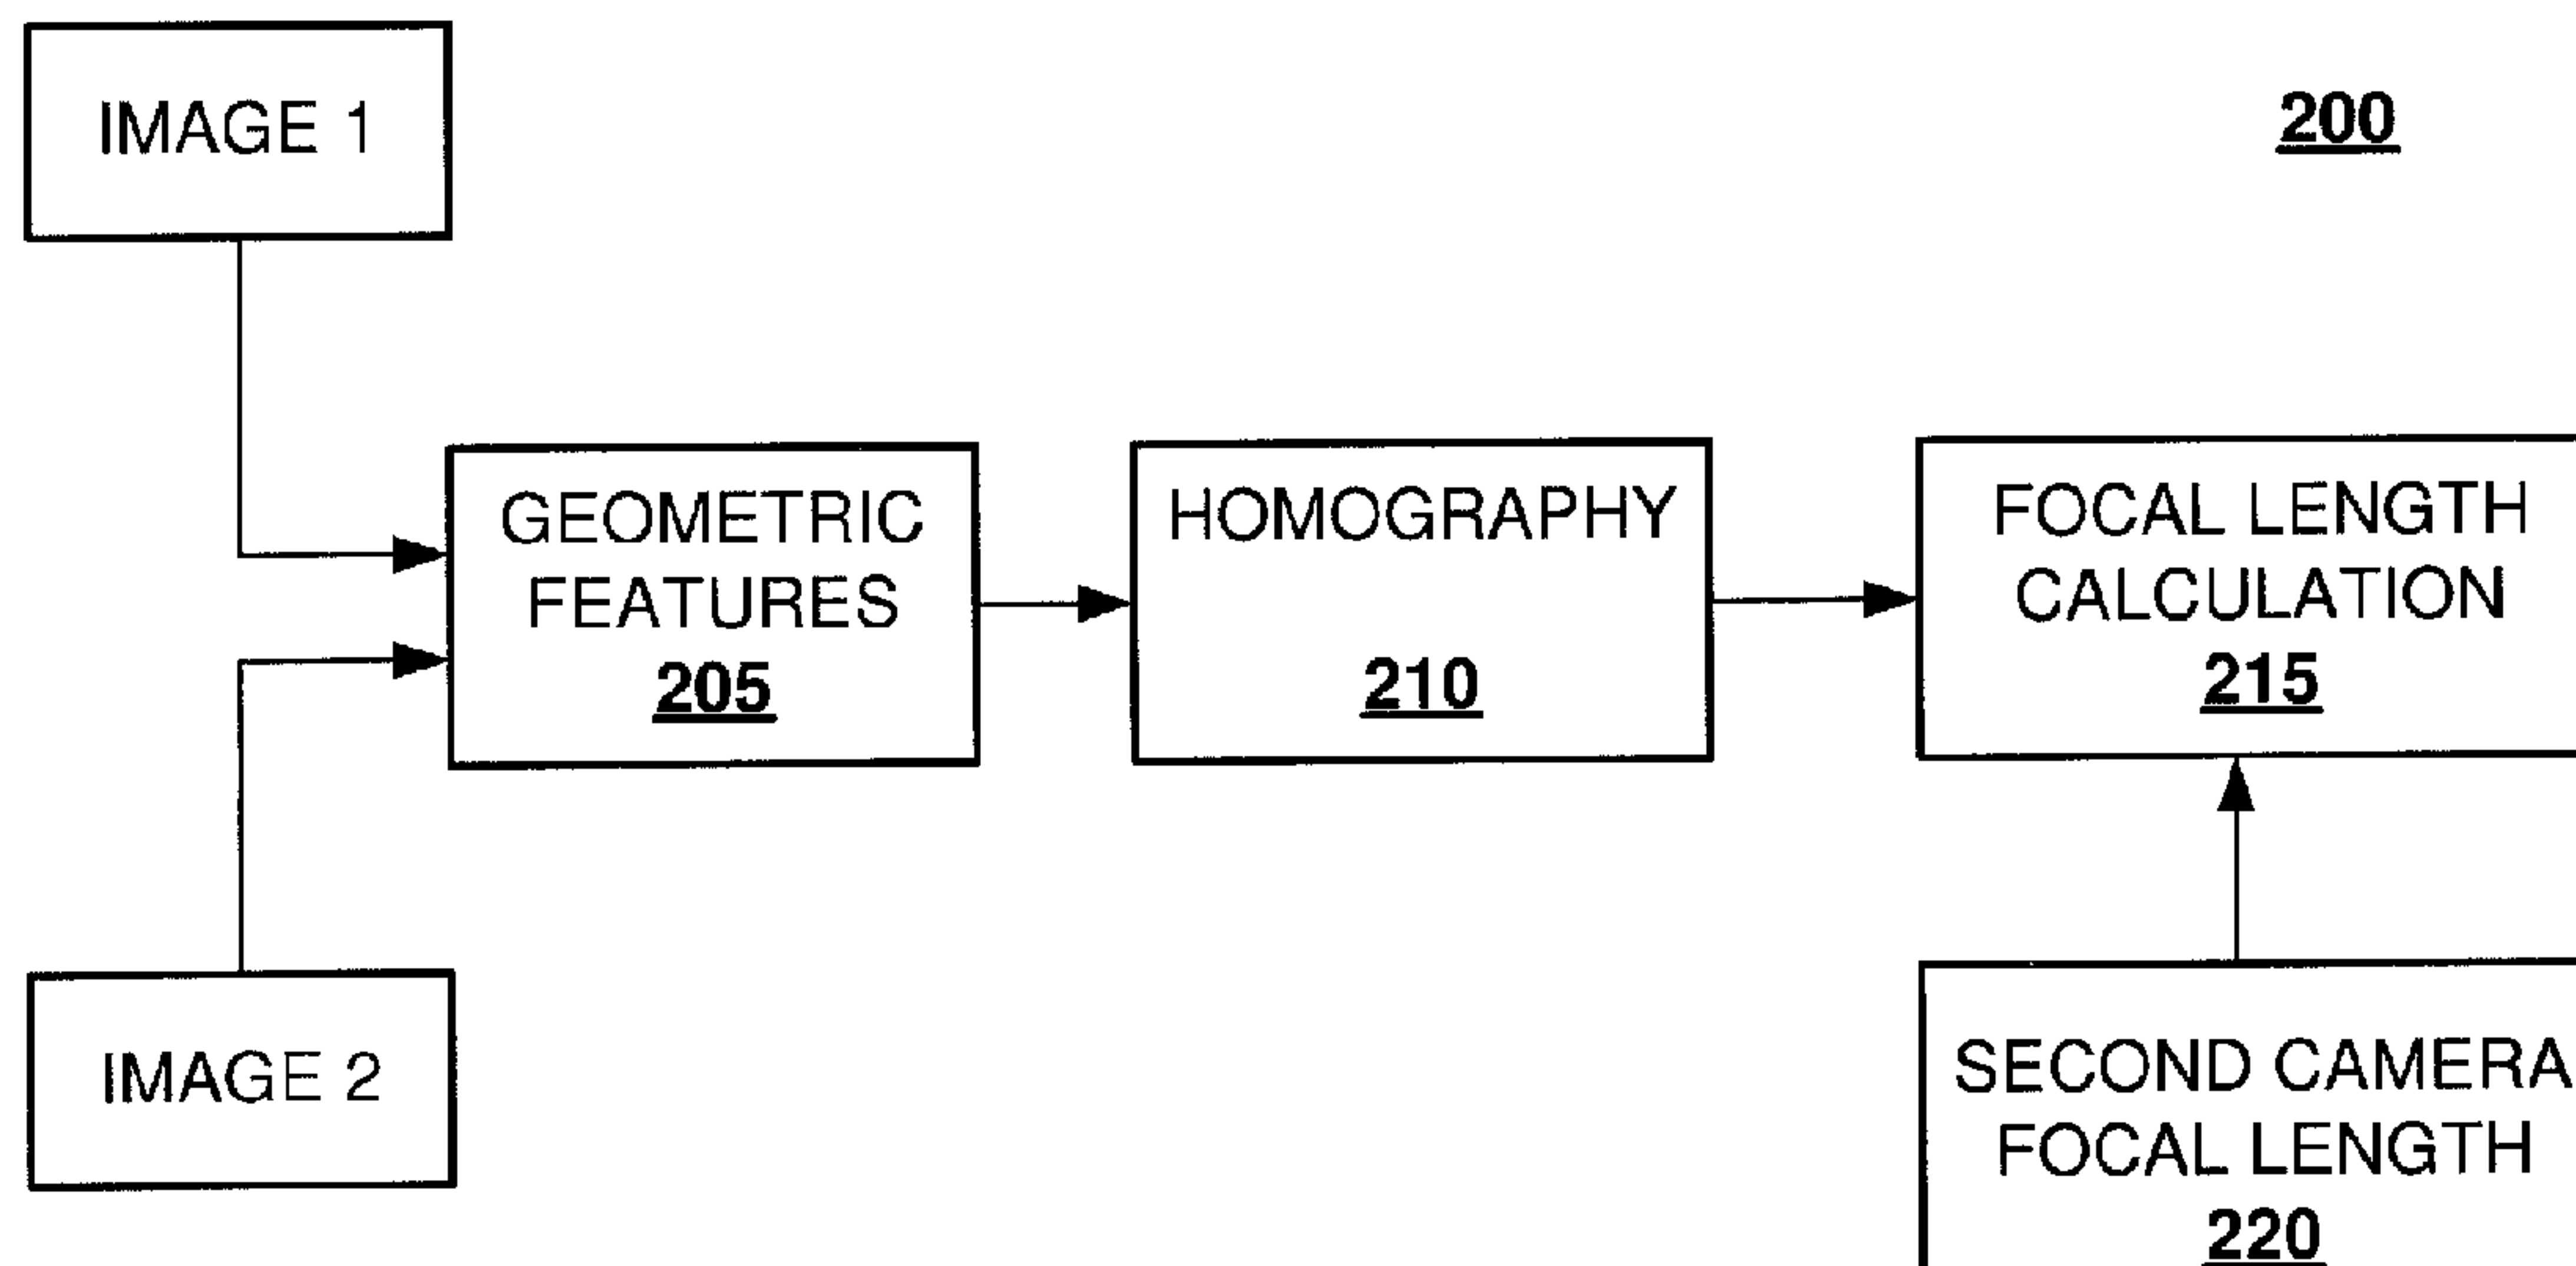 IMAGE 1
200
GEOMETRIC
FEATURES
205
HOMOGRAPHY
210
FOCAL LENGTH
CALCULATION
215
IMAGE 2
SECOND CAMERA
FOCAL LENGTH
220